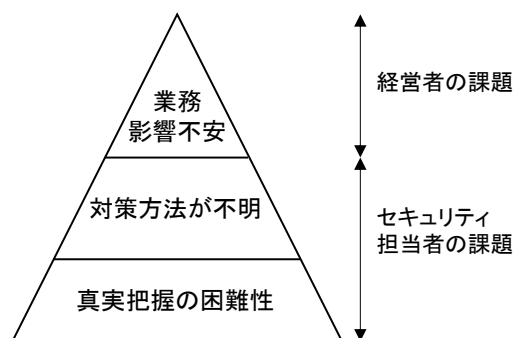 業務
影響不安
対策方法が不明
真実把握の困難性
経営者の課題
セキュリティ
担当者の課題